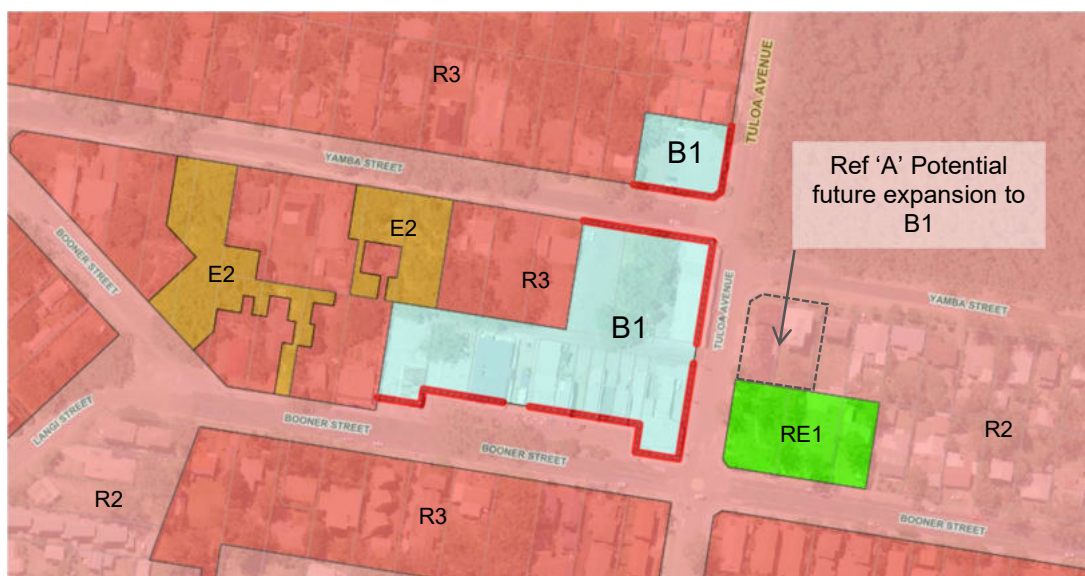 R3
TULOA AVENUE
B1
YAMBA STREET
Ref ‘A’ Potential
future expansion to
B1
E2
E2
R3
BOONER STREET
B1
TULOA AVENUE
YAMBA STREET
LANGI STREET
BOONER STREET
BOONER STREET
RE1
R2
R2
R3
BOONER STREET